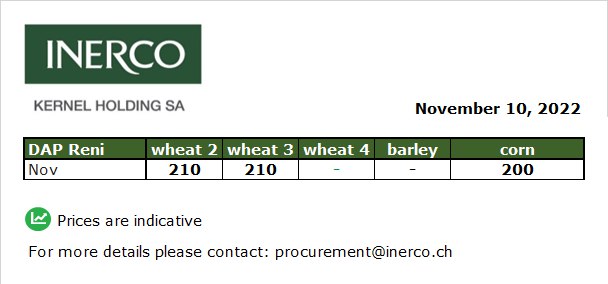 INERCO
KERNEL HOLDING SA
November 10, 2022
DAP Reni wheat 2 wheat 3 wheat 4 barley corn
Nov 210 210 - - 200
Prices are indicative
For more details please contact: procurement@inerco.ch